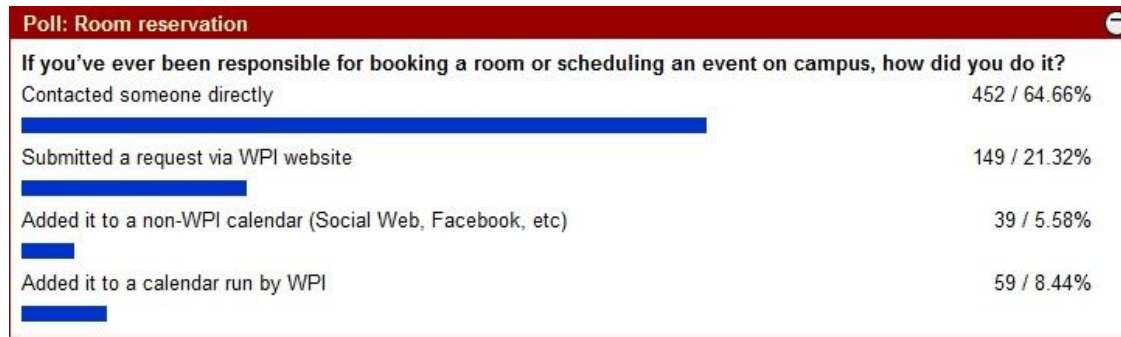 Poll: Room reservation
If you’ve ever been responsible for booking a room or scheduling an event on campus, how did you do it?
Contacted someone directly 452 / 64.66%
Submitted a request via WPI website 149 / 21.32%
Added it to a non-WPI calendar (Social Web, Facebook, etc) 39 / 5.58%
Added it to a calendar run by WPI 59 / 8.44%